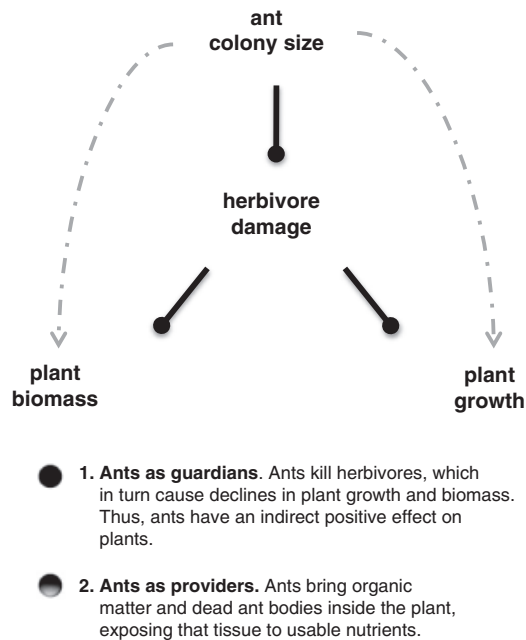 ant
colony size
herbivore
damage
plant
biomass
plant
growth
1. Ants as guardians. Ants kill herbivores, which
in turn cause declines in plant growth and biomass.
Thus, ants have an indirect positive effect on
plants.
2. Ants as providers. Ants bring organic
matter and dead ant bodies inside the plant,
exposing that tissue to usable nutrients.